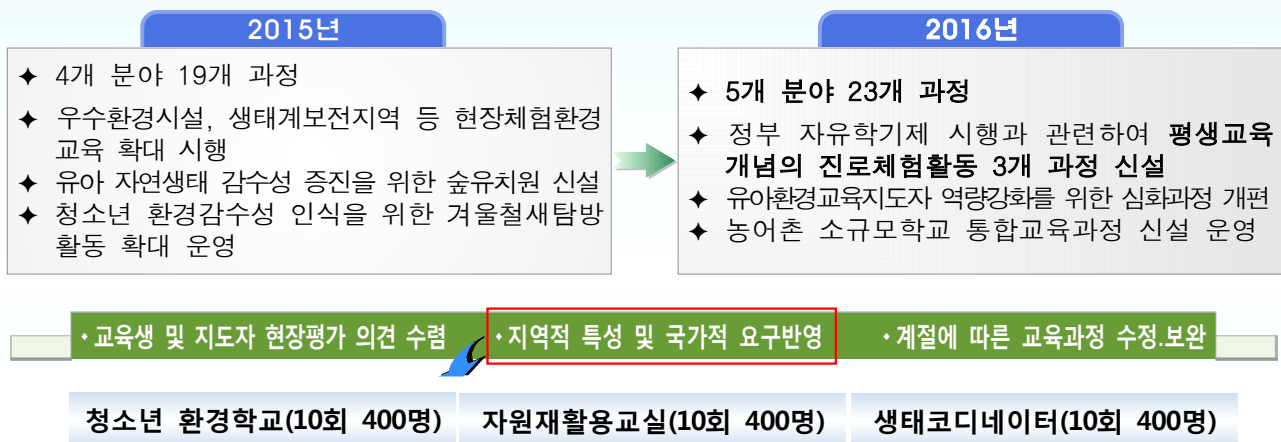 2015년
✦ 4개 분야 19개 과정
✦ 우수환경시설, 생태계보전지역 등 현장체험환경
교육 확대 시행
✦ 유아 자연생태 감수성 증진을 위한 숲유치원 신설
✦ 청소년 환경감수성 인식을 위한 겨울철새탐방
활동 확대 운영
2016년
✦ 5개 분야 23개 과정
✦ 정부 자유학기제 시행과 관련하여 평생교육
개념의 진로체험활동 3개 과정 신설
✦ 유아환경교육지도자 역량강화를 위한 심화과정 개편
✦ 농어촌 소규모학교 통합교육과정 신설 운영
･교육생 및 지도자 현장평가 의견 수렴
･지역적 특성 및 국가적 요구반영
･계절에 따른 교육과정 수정.보완
청소년 환경학교(10회 400명)
자원재활용교실(10회 400명)
생태코디네이터(10회 400명)